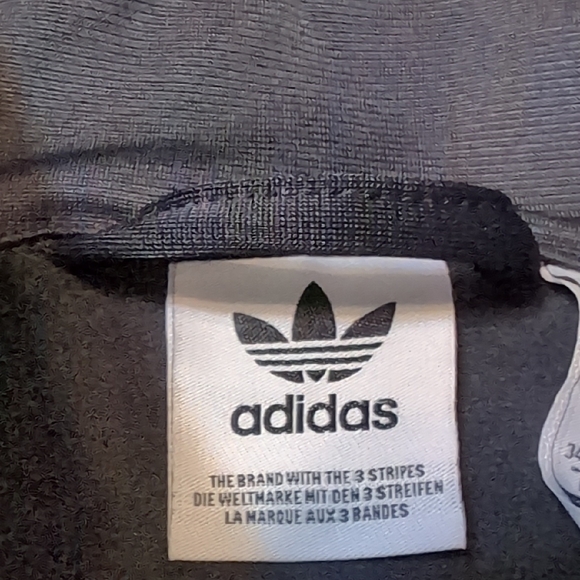 adidas
THE BRAND WITH THE 3 STRIPES
DIE WELTMARKE MIT DEN 3 STREIFEN
LA MARQUE AUX 3 BANDES